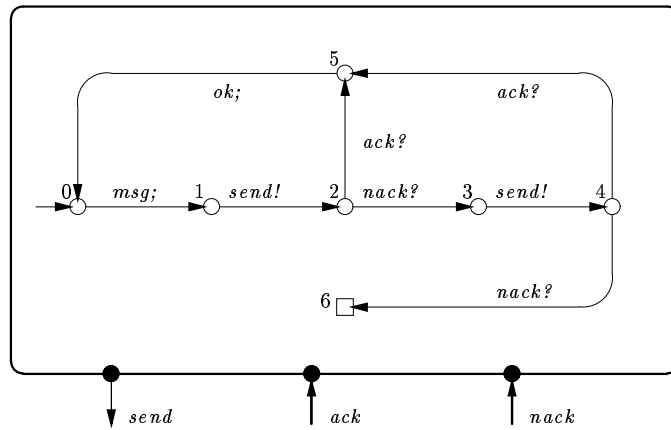 5
ok;
ack?
ack?
0
msg;
1
send!
2
nack?
3
send!
4
6
nack?
send
ack
nack